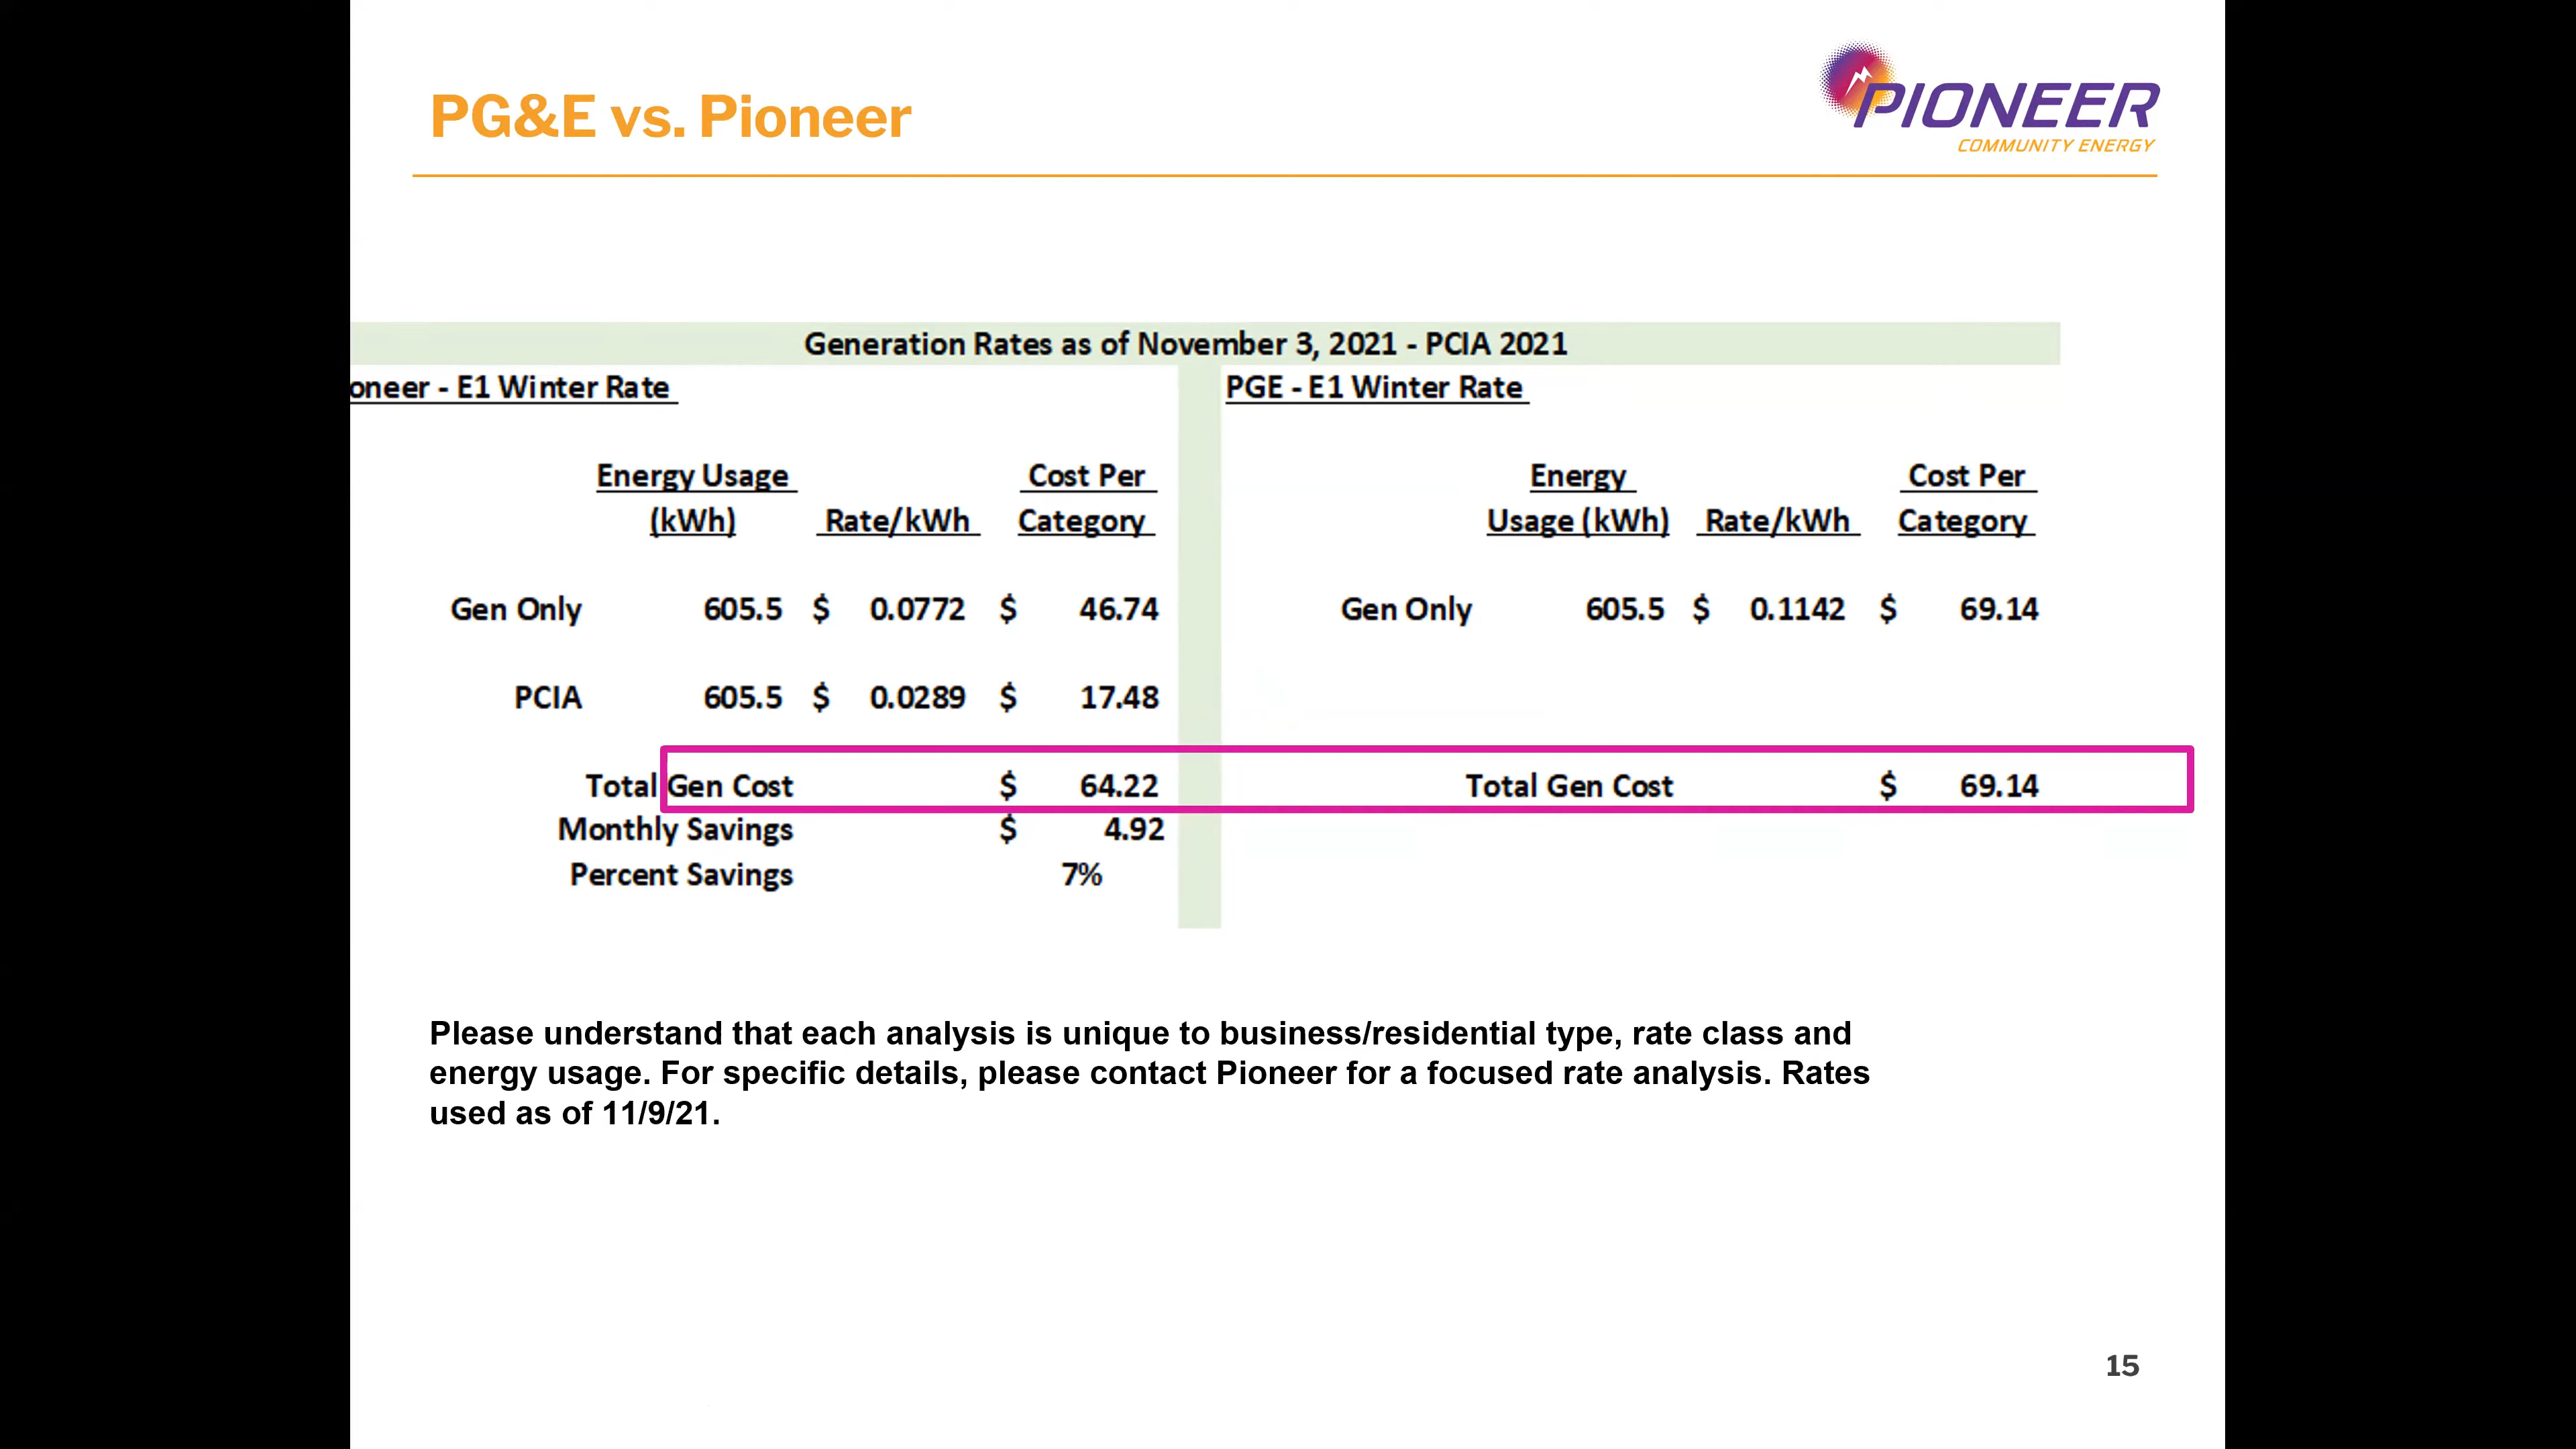 PG&E vs. Pioneer
PIONEER
COMMUNITY ENERGY
Generation Rates as of November 3, 2021 - PCIA 2021
oneer - E1 Winter Rate
PGE - E1 Winter Rate
Energy Usage Cost Per
(kWh) Rate/kWh Category
Energy Cost Per
Usage (kWh) Rate/kWh Category
Gen Only 605.5 $ 0.0772 $ 46.74
Gen Only 605.5 $ 0.1142 $ 69.14
PCIA 605.5 $ 0.0289 $ 17.48
Total Gen Cost $ 64.22
Total Gen Cost $ 69.14
Monthly Savings $ 4.92
Percent Savings 7%
Please understand that each analysis is unique to business/residential type, rate class and
energy usage. For specific details, please contact Pioneer for a focused rate analysis. Rates
used as of 11/9/21.
15